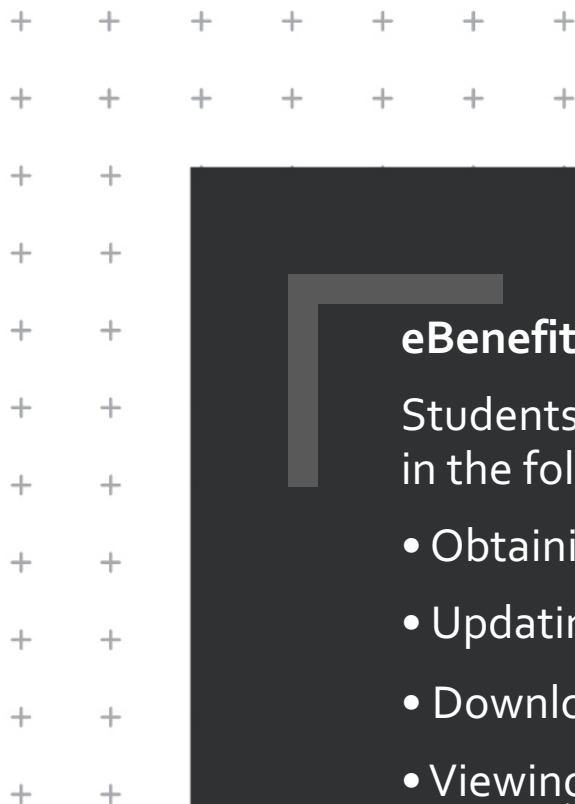 eBenefit
Students
in the fol
• Obtaini
• Updatin
• Downlo
• Viewing